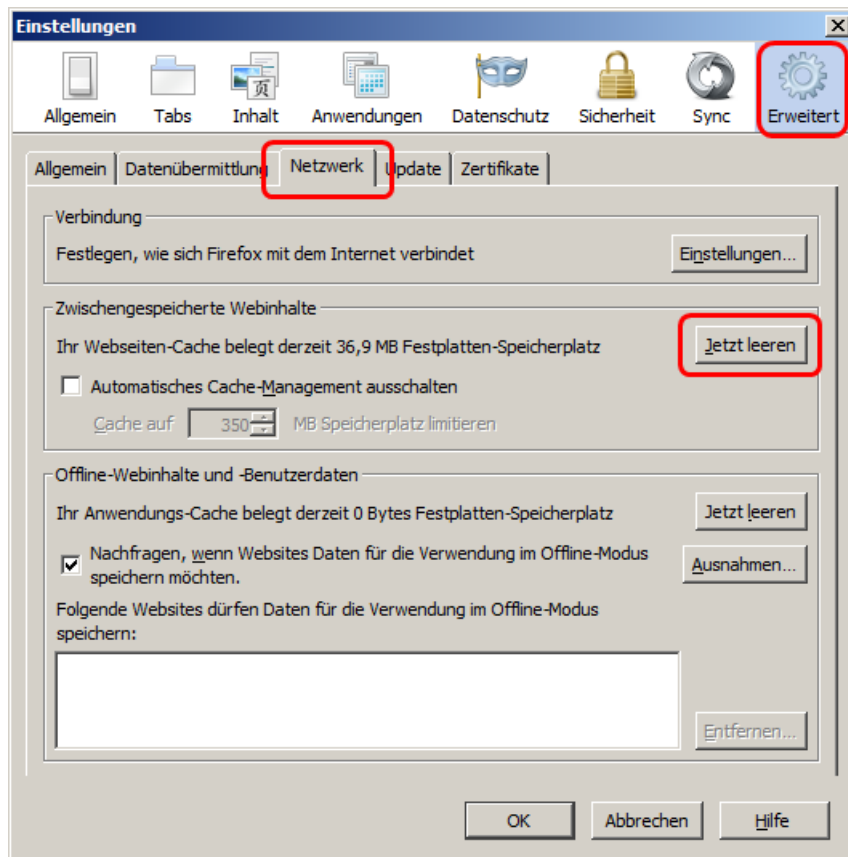 Einstellungen
Allgemein Tabs Inhalt Anwendungen Datenschutz Sicherheit Sync Erweitert
Allgemein Datenübermittlung Netzwerk Update Zertifikate
Verbindung
Festlegen, wie sich Firefox mit dem Internet verbindet Einstellungen...
Zwischengespeicherte Webinhalte
Ihr Webseiten-Cache belegt derzeit 36,9 MB Festplatten-Speicherplatz Jetzt leeren
Automatisches Cache-Management ausschalten
Cache auf 350 MB Speicherplatz limitieren
Offline-Webinhalte und -Benutzerdaten
Ihr Anwendungs-Cache belegt derzeit 0 Bytes Festplatten-Speicherplatz Jetzt leeren
Nachfragen, wenn Websites Daten für die Verwendung im Offline-Modus
speichern möchten. Ausnahmen...
Folgende Websites dürfen Daten für die Verwendung im Offline-Modus
speichern:
Entfernen...
OK Abbrechen Hilfe